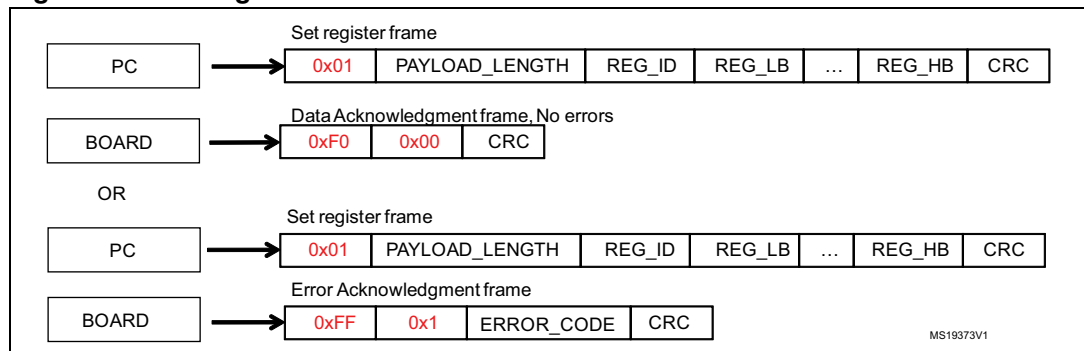 Set register frame
PC 0x01 PAYLOAD_LENGTH REG_ID REG_LB ... REG_HB CRC
Data Acknowledgment frame, No errors
BOARD 0xF0 0x00 CRC
OR
Set register frame
PC 0x01 PAYLOAD_LENGTH REG_ID REG_LB ... REG_HB CRC
Error Acknowledgment frame
BOARD 0xFF 0x1 ERROR_CODE CRC
MS19373V1